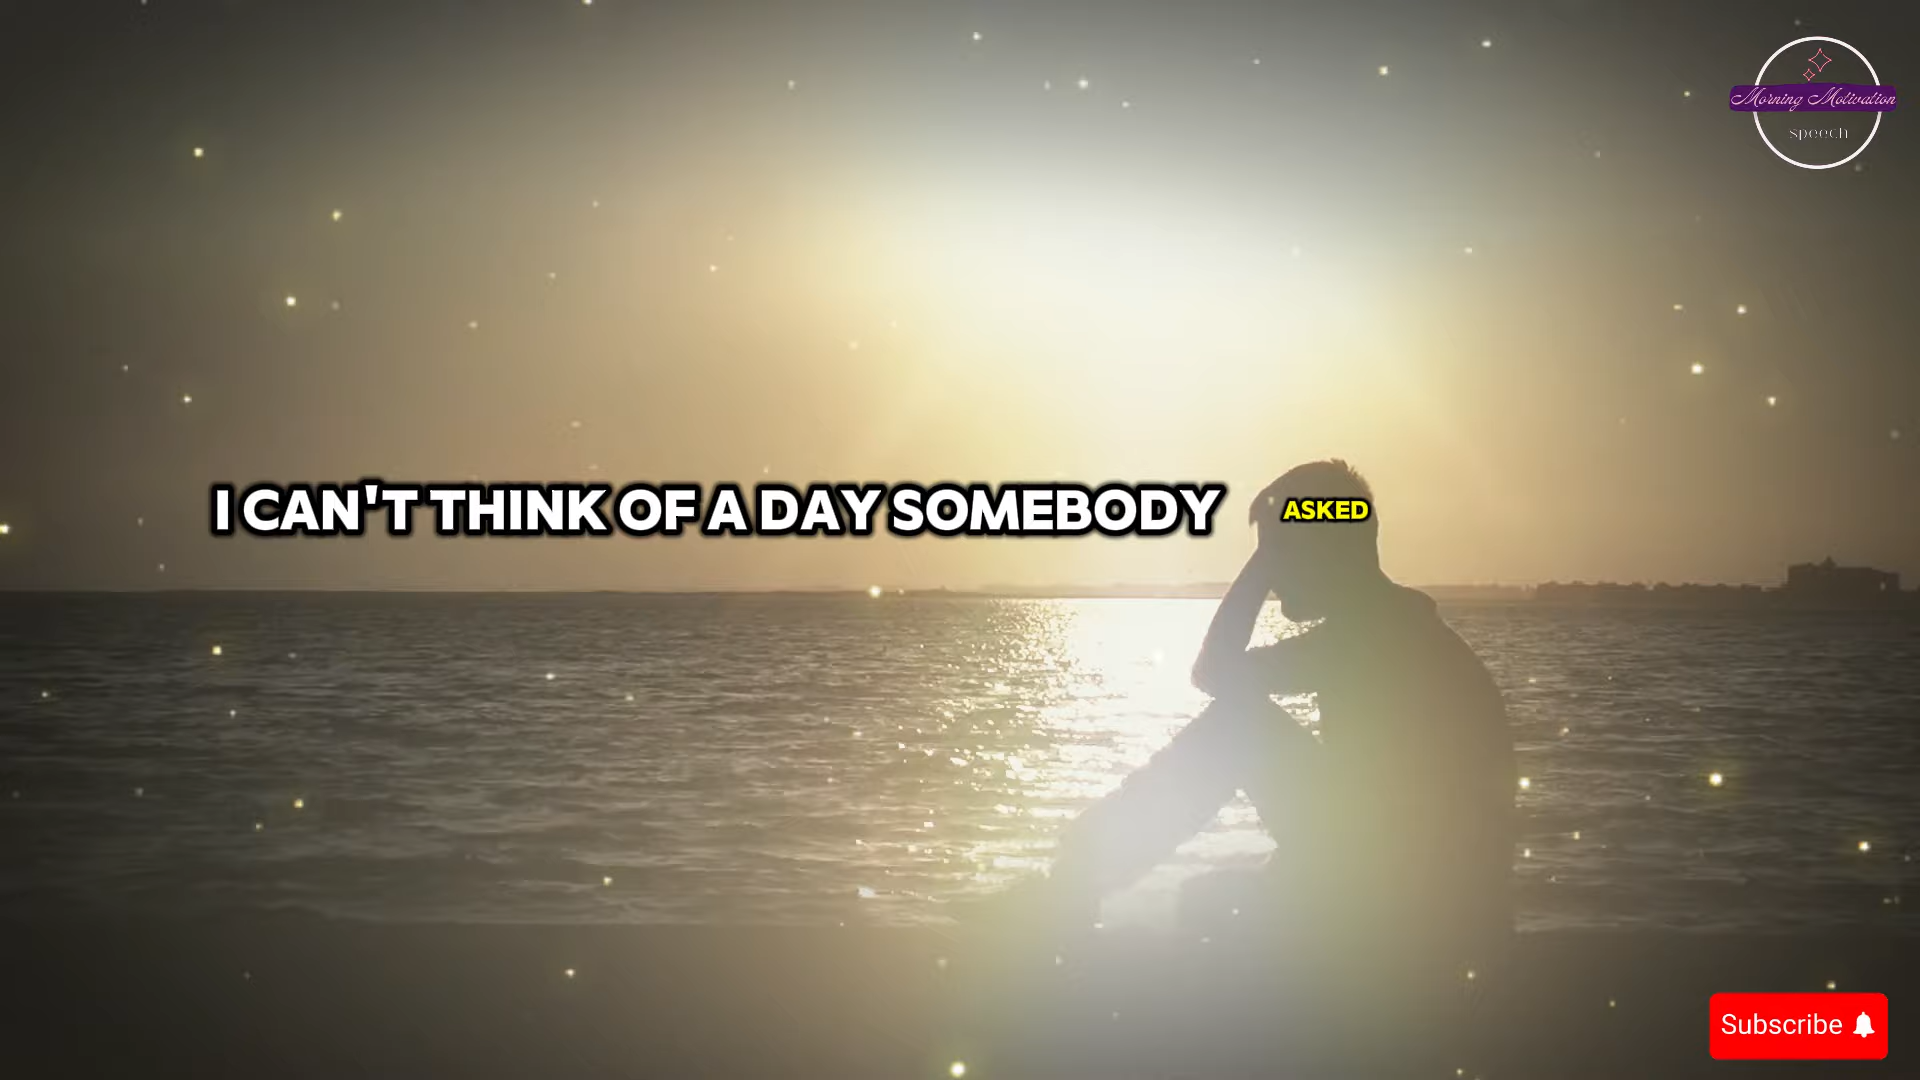 Morning Motivation
speech
I CAN'T THINK OF A DAY SOMEBODY ASKED
Subscribe